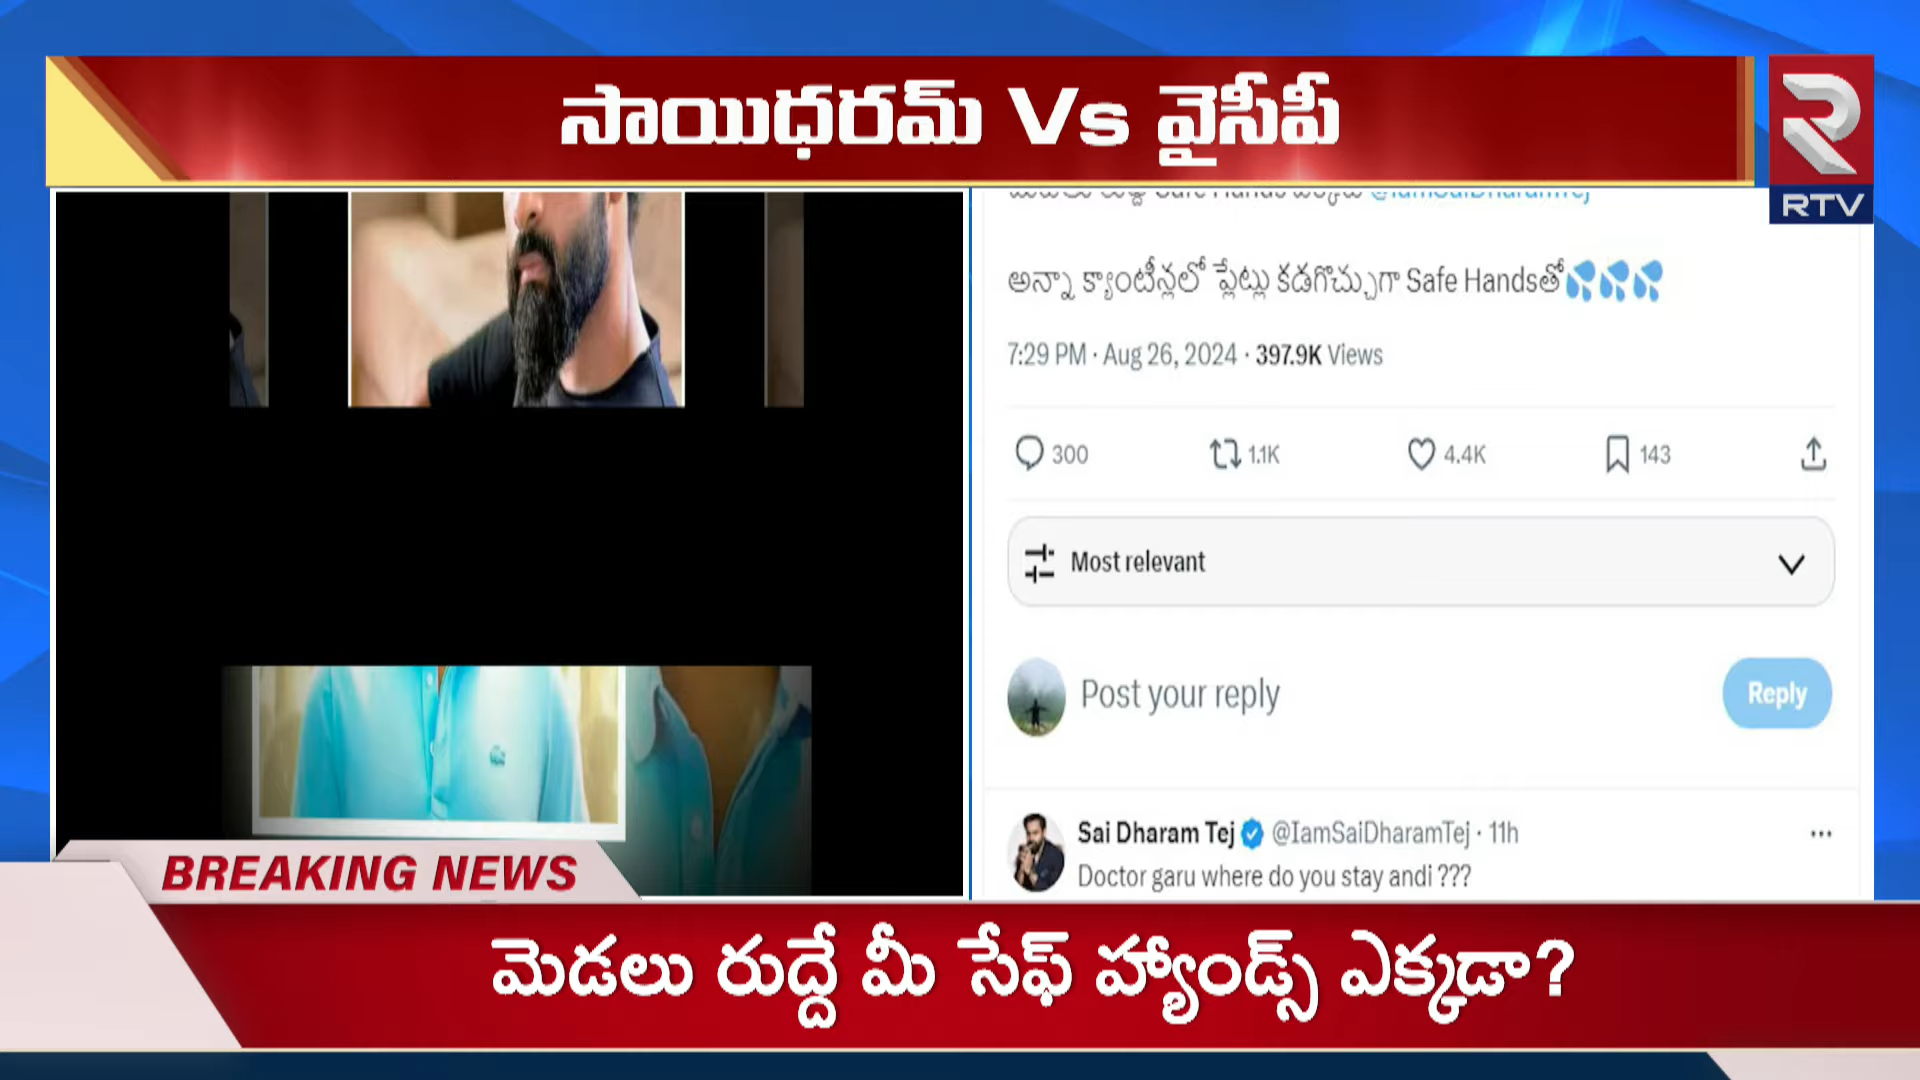 సాయిధరమ్ Vs వైసీపీ
RTV
అన్నా క్యాంటీన్లలో ప్లేట్లు కడగొచ్చుగా Safe Handsతో💦💦💦
7:29 PM · Aug 26, 2024 · 397.9K Views
300 1.1K 4.4K 143
Most relevant
Post your reply
Reply
Sai Dharam Tej @IamSaiDharamTej · 11h
Doctor garu where do you stay andi ???
BREAKING NEWS
మెడలు రుద్దే మీ సేఫ్ హ్యాండ్స్ ఎక్కడా?